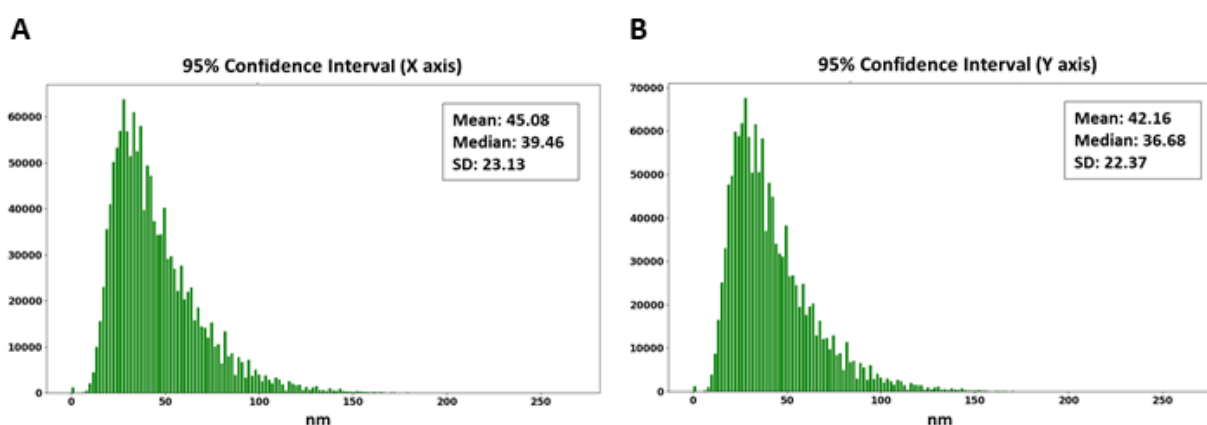 A
95% Confidence Interval (X axis)
Mean: 45.08
Median: 39.46
SD: 23.13
60000
50000
40000
30000
20000
10000
0
0 50 100 150 200 250
nm
B
95% Confidence Interval (Y axis)
Mean: 42.16
Median: 36.68
SD: 22.37
70000
60000
50000
40000
30000
20000
10000
0
0 50 100 150 200 250
nm